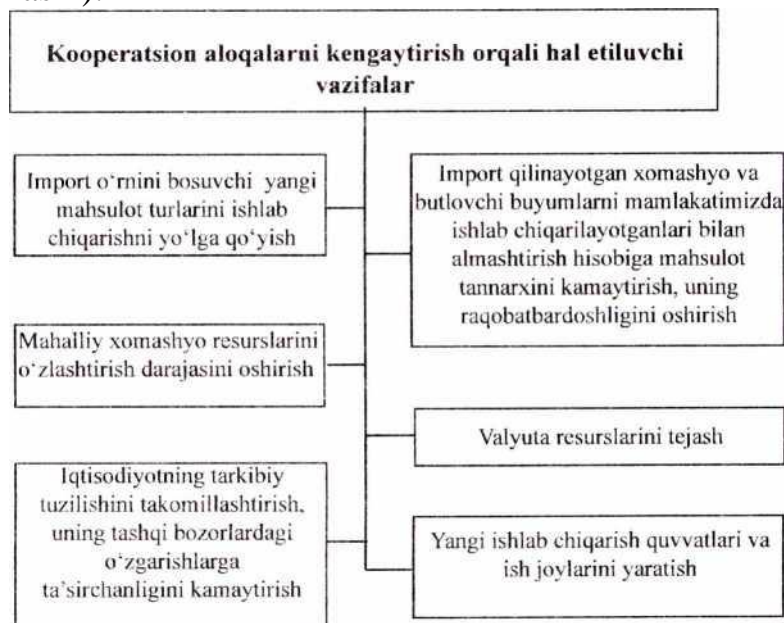 Kooperatsion aloqalarni kengaytirish orqali hal etiluvchi
vazifalar
Import o‘rnini bosuvchi yangi
mahsulot turlarini ishlab
chiqarishni yo‘lga qo‘yish
Import qilinayotgan xomashyo va
butlovchi buyumlarni mamlakatimizda
ishlab chiqarilayotganlari bilan
almashtirish hisobiga mahsulot
tannarxini kamaytirish, uning
raqobatbardoshligini oshirish
Mahalliy xomashyo resurslarini
o‘zlashtirish darajasini oshirish
Valyuta resurslarini tejash
Iqtisodiyotning tarkibiy
tuzilishini takomillashtirish,
uning tashqi bozorlardagi
o‘zgarishlarga
ta’sirchanligini kamaytirish
Yangi ishlab chiqarish quvvatlari va
ish joylarini yaratish